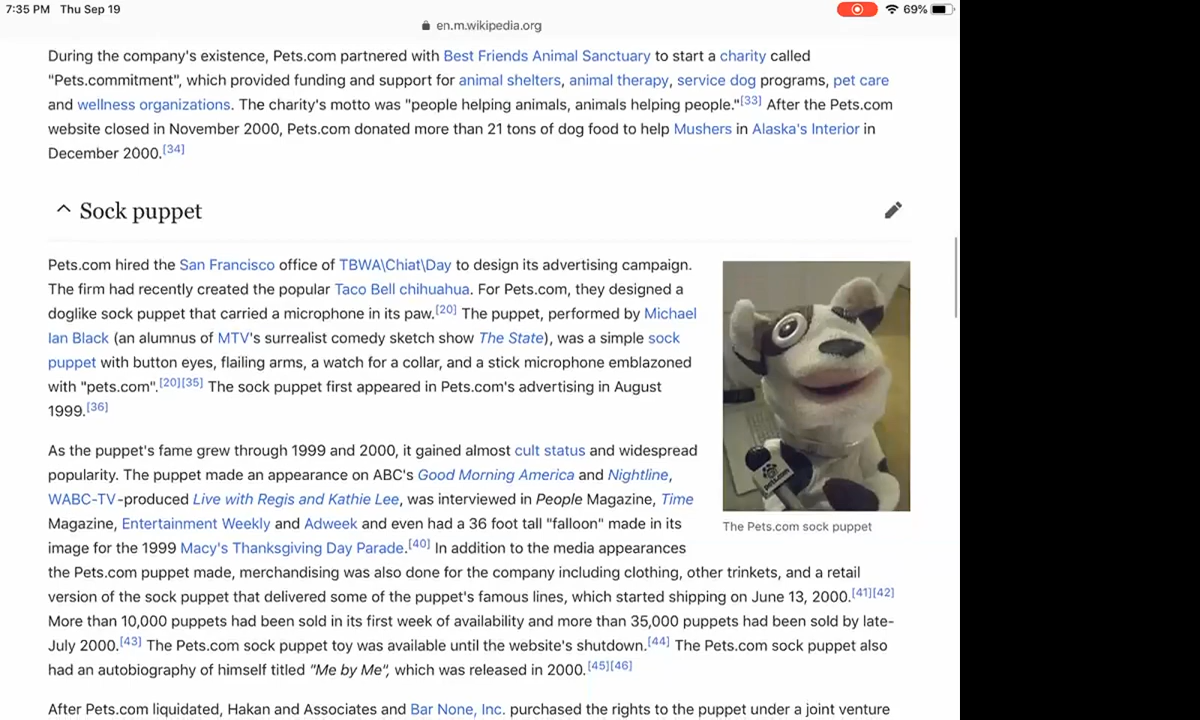 7:35 PM Thu Sep 19
69%
en.m.wikipedia.org
During the company's existence, Pets.com partnered with Best Friends Animal Sanctuary to start a charity called
"Pets.commitment", which provided funding and support for animal shelters, animal therapy, service dog programs, pet care
and wellness organizations. The charity's motto was "people helping animals, animals helping people."[33] After the Pets.com
website closed in November 2000, Pets.com donated more than 21 tons of dog food to help Mushers in Alaska's Interior in
December 2000.[34]
Sock puppet
Pets.com hired the San Francisco office of TBWA\Chiat\Day to design its advertising campaign.
The firm had recently created the popular Taco Bell chihuahua. For Pets.com, they designed a
doglike sock puppet that carried a microphone in its paw.[20] The puppet, performed by Michael
Ian Black (an alumnus of MTV's surrealist comedy sketch show The State), was a simple sock
puppet with button eyes, flailing arms, a watch for a collar, and a stick microphone emblazoned
with "pets.com".[20][35] The sock puppet first appeared in Pets.com's advertising in August
1999.[36]
pets.com
The Pets.com sock puppet
As the puppet's fame grew through 1999 and 2000, it gained almost cult status and widespread
popularity. The puppet made an appearance on ABC's Good Morning America and Nightline,
WABC-TV-produced Live with Regis and Kathie Lee, was interviewed in People Magazine, Time
Magazine, Entertainment Weekly and Adweek and even had a 36 foot tall "falloon" made in its
image for the 1999 Macy's Thanksgiving Day Parade.[40] In addition to the media appearances
the Pets.com puppet made, merchandising was also done for the company including clothing, other trinkets, and a retail
version of the sock puppet that delivered some of the puppet's famous lines, which started shipping on June 13, 2000.[41][42]
More than 10,000 puppets had been sold in its first week of availability and more than 35,000 puppets had been sold by late-
July 2000.[43] The Pets.com sock puppet toy was available until the website's shutdown.[44] The Pets.com sock puppet also
had an autobiography of himself titled "Me by Me", which was released in 2000.[45][46]
After Pets.com liquidated, Hakan and Associates and Bar None, Inc. purchased the rights to the puppet under a joint venture